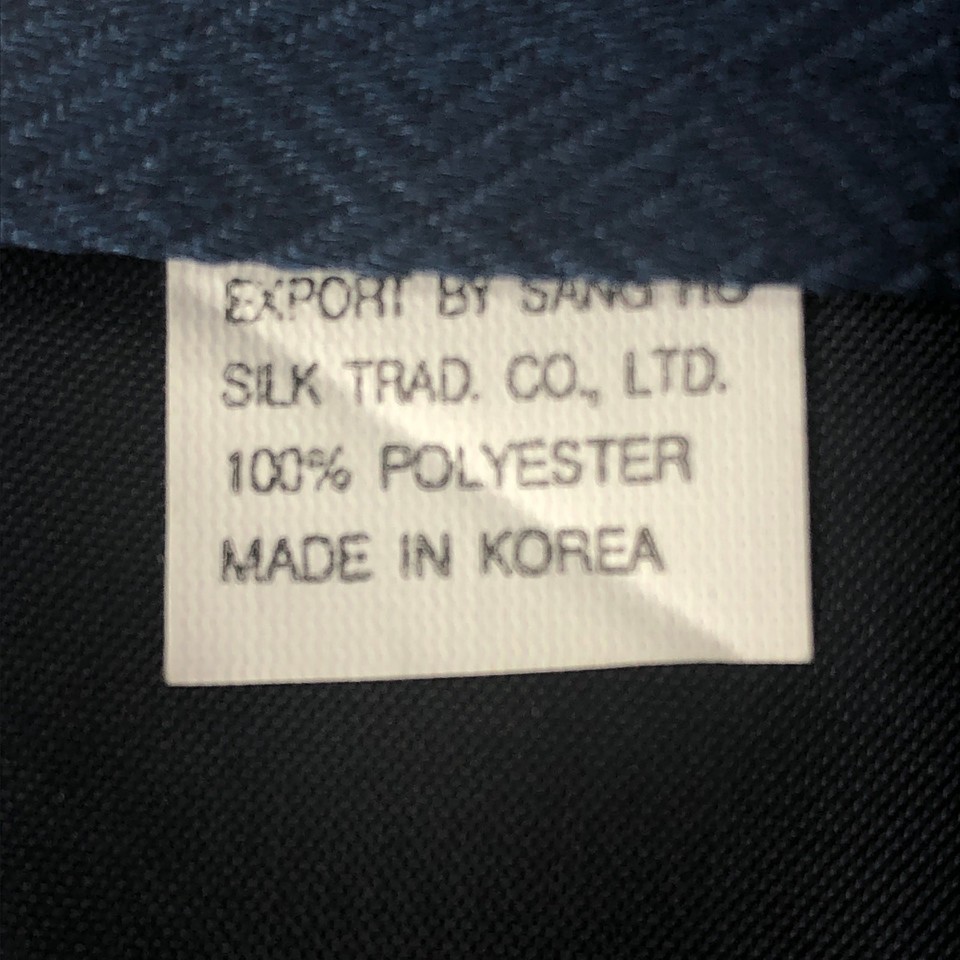 EXPORT BY SANG HO
SILK TRAD. CO., LTD.
100% POLYESTER
MADE IN KOREA